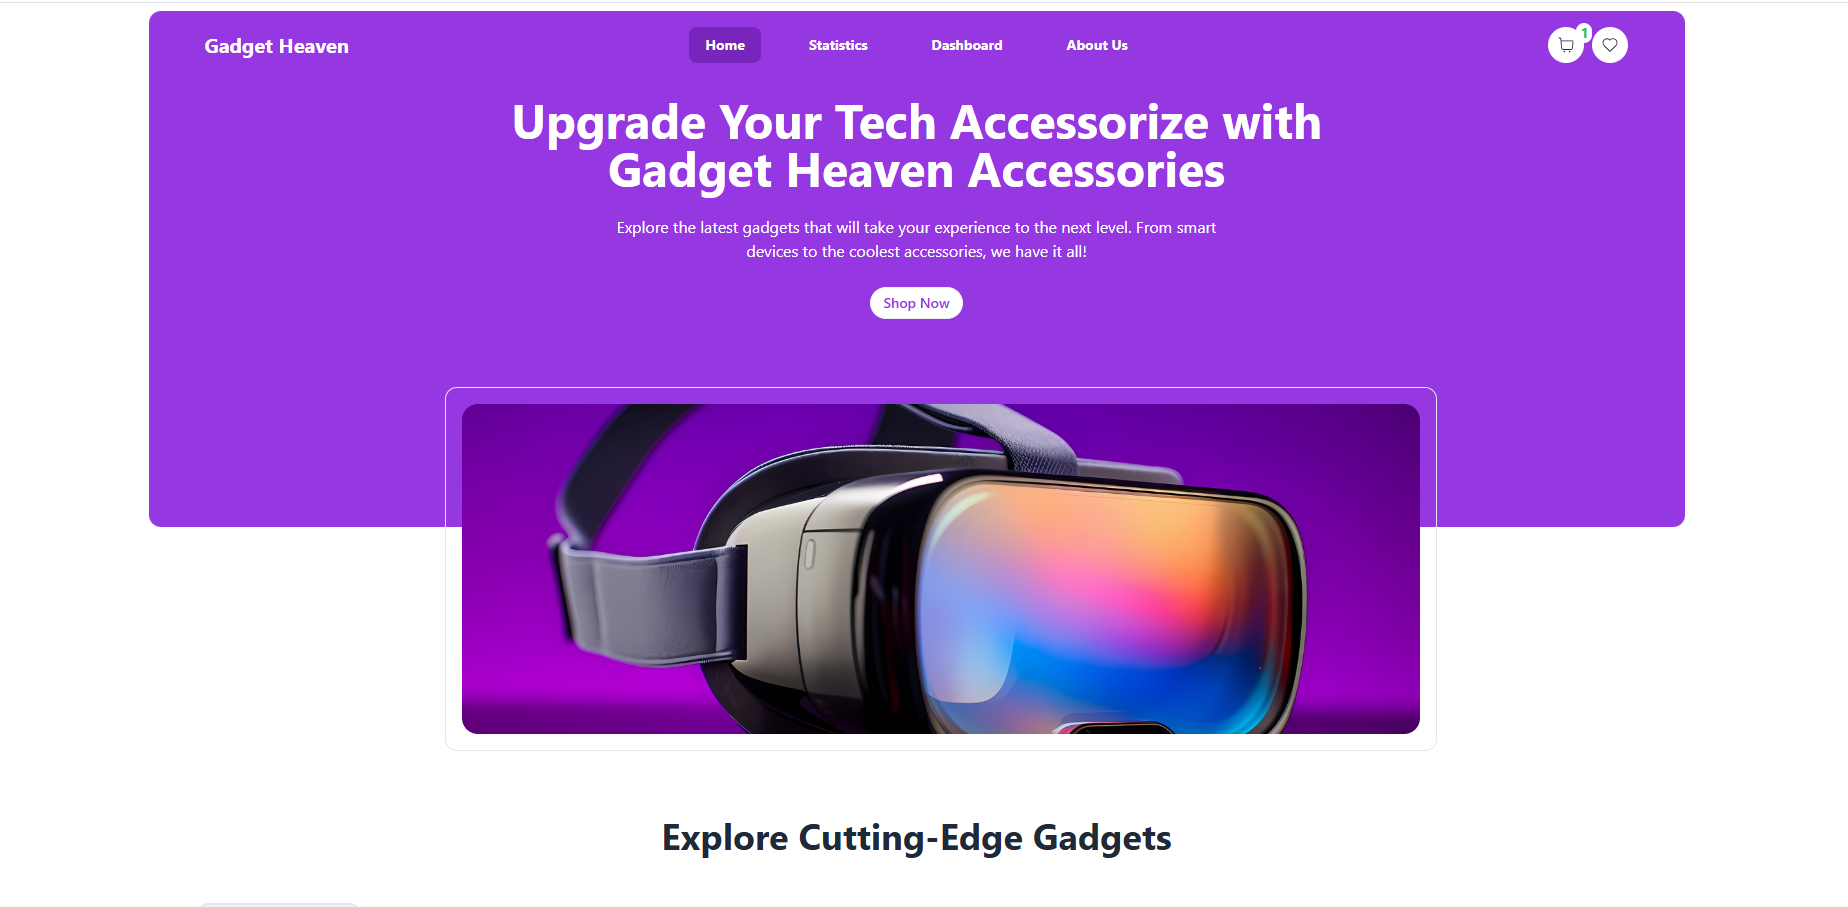 Gadget Heaven
Home
Statistics
Dashboard
About Us
1
Upgrade Your Tech Accessorize with
Gadget Heaven Accessories
Explore the latest gadgets that will take your experience to the next level. From smart
devices to the coolest accessories, we have it all!
Shop Now
Explore Cutting-Edge Gadgets